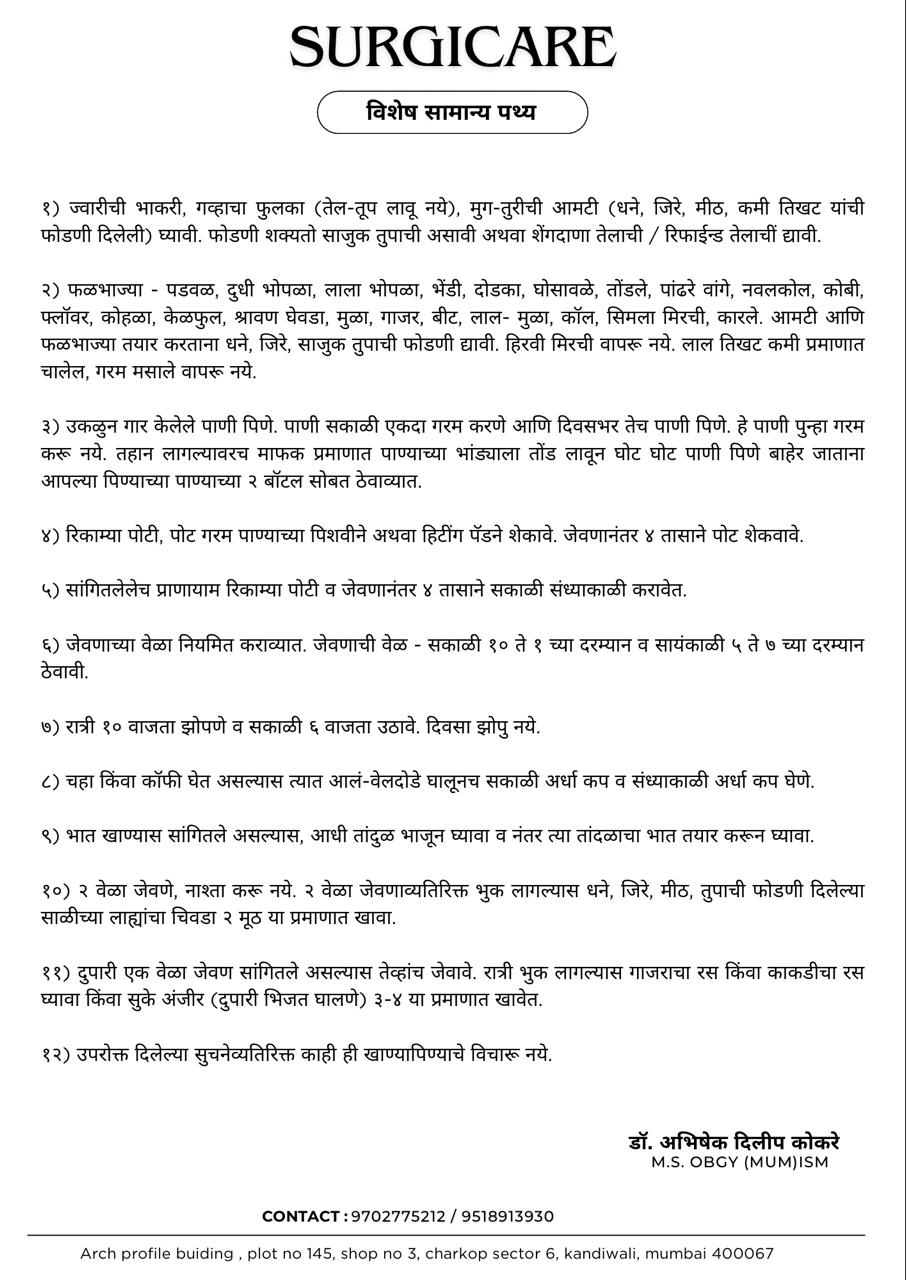 SURGICARE
विशेष सामान्य पथ्य
१) ज्वारीची भाकरी, गव्हाचा फुलका (तेल-तूप लावू नये), मुग-तुरीची आमटी (धने, जिरे, मीठ, कमी तिखट यांची
फोडणी दिलेली) घ्यावी. फोडणी शक्यतो साजुक तुपाची असावी अथवा शेंगदाणा तेलाची / रिफाईन्ड तेलाचीं द्यावी.
२) फळभाज्या - पडवळ, दुधी भोपळा, लाला भोपळा, भेंडी, दोडका, घोसावळे, तोंडले, पांढरे वांगे, नवलकोल, कोबी,
फ्लॉवर, कोहळा, केळफुल, श्रावण घेवडा, मुळा, गाजर, बीट, लाल- मुळा, कॉल, सिमला मिरची, कारले. आमटी आणि
फळभाज्या तयार करताना धने, जिरे, साजुक तुपाची फोडणी द्यावी. हिरवी मिरची वापरू नये. लाल तिखट कमी प्रमाणात
चालेल, गरम मसाले वापरू नये.
३) उकळुन गार केलेले पाणी पिणे. पाणी सकाळी एकदा गरम करणे आणि दिवसभर तेच पाणी पिणे. हे पाणी पुन्हा गरम
करू नये. तहान लागल्यावरच माफक प्रमाणात पाण्याच्या भांड्याला तोंड लावून घोट घोट पाणी पिणे बाहेर जाताना
आपल्या पिण्याच्या पाण्याच्या २ बॉटल सोबत ठेवाव्यात.
४) रिकाम्या पोटी, पोट गरम पाण्याच्या पिशवीने अथवा हिटींग पॅडने शेकावे. जेवणानंतर ४ तासाने पोट शेकवावे.
५) सांगितलेलेच प्राणायाम रिकाम्या पोटी व जेवणानंतर ४ तासाने सकाळी संध्याकाळी करावेत.
६) जेवणाच्या वेळा नियमित कराव्यात. जेवणाची वेळ - सकाळी १० ते १ च्या दरम्यान व सायंकाळी ५ ते ७ च्या दरम्यान
ठेवावी.
७) रात्री १० वाजता झोपणे व सकाळी ६ वाजता उठावे. दिवसा झोपु नये.
८) चहा किंवा कॉफी घेत असल्यास त्यात आलं-वेलदोडे घालूनच सकाळी अर्धा कप व संध्याकाळी अर्धा कप घेणे.
९) भात खाण्यास सांगितले असल्यास, आधी तांदुळ भाजून घ्यावा व नंतर त्या तांदळाचा भात तयार करून घ्यावा.
१०) २ वेळा जेवणे, नाश्ता करू नये. २ वेळा जेवणाव्यतिरिक्त भुक लागल्यास धने, जिरे, मीठ, तुपाची फोडणी दिलेल्या
साळीच्या लाह्यांचा चिवडा २ मूठ या प्रमाणात खावा.
११) दुपारी एक वेळा जेवण सांगितले असल्यास तेव्हांच जेवावे. रात्री भुक लागल्यास गाजराचा रस किंवा काकडीचा रस
घ्यावा किंवा सुके अंजीर (दुपारी भिजत घालणे) ३-४ या प्रमाणात खावेत.
१२) उपरोक्त दिलेल्या सुचनेव्यतिरिक्त काही ही खाण्यापिण्याचे विचारू नये.
डॉ. अभिषेक दिलीप कोकरे
M.S. OBGY (MUM)ISM
CONTACT : 9702775212 / 9518913930
Arch profile buiding , plot no 145, shop no 3, charkop sector 6, kandiwali, mumbai 400067